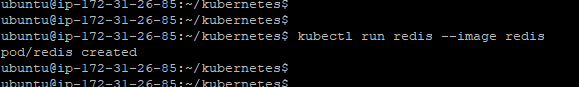 ubuntu@ip-172-31-26-85:~/kubernetes$
ubuntu@ip-172-31-26-85:~/kubernetes$
ubuntu@ip-172-31-26-85:~/kubernetes$ kubectl run redis --image redis
pod/redis created
ubuntu@ip-172-31-26-85:~/kubernetes$
ubuntu@ip-172-31-26-85:~/kubernetes$